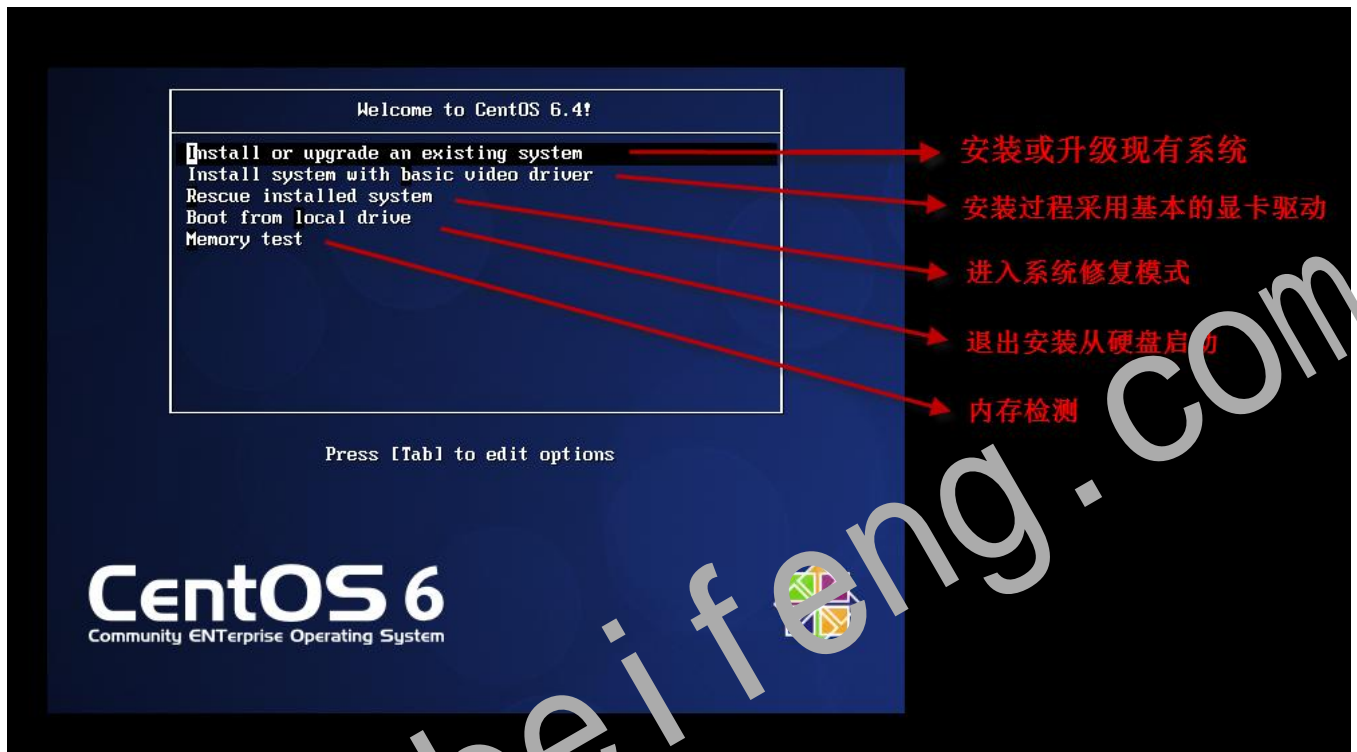 Welcome to CentOS 6.4!
Install or upgrade an existing system
安装或升级现有系统
Install system with basic video driver
安装过程采用基本的显卡驱动
Rescue installed system
进入系统修复模式
Boot from local drive
退出安装从硬盘启动
Memory test
内存检测
Press [Tab] to edit options
CentOS 6
Community ENTerprise Operating System
beifeng.com